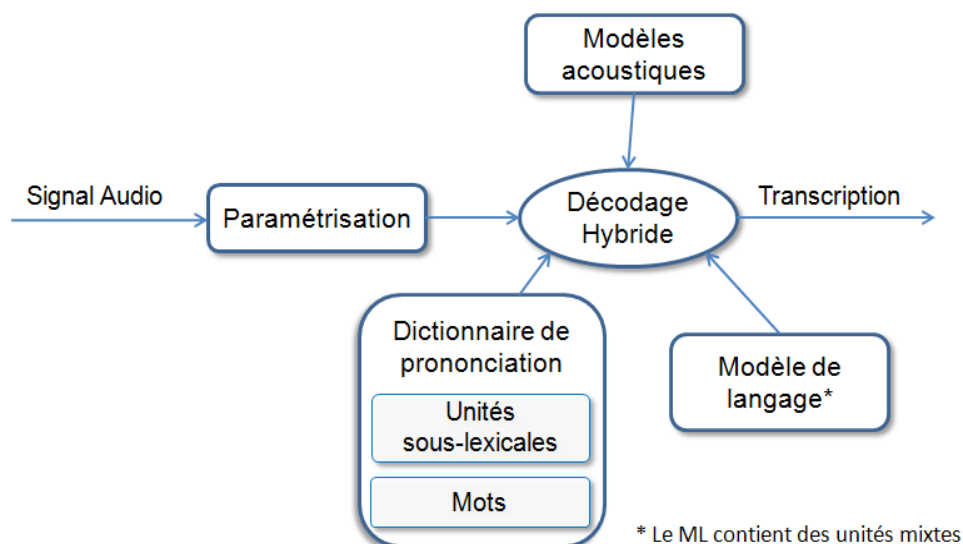 Modèles
acoustiques
Signal Audio
Paramétrisation
Décodage
Hybride
Transcription
Dictionnaire de
prononciation
Unités
sous-lexicales
Mots
Modèle de
langage*
* Le ML contient des unités mixtes